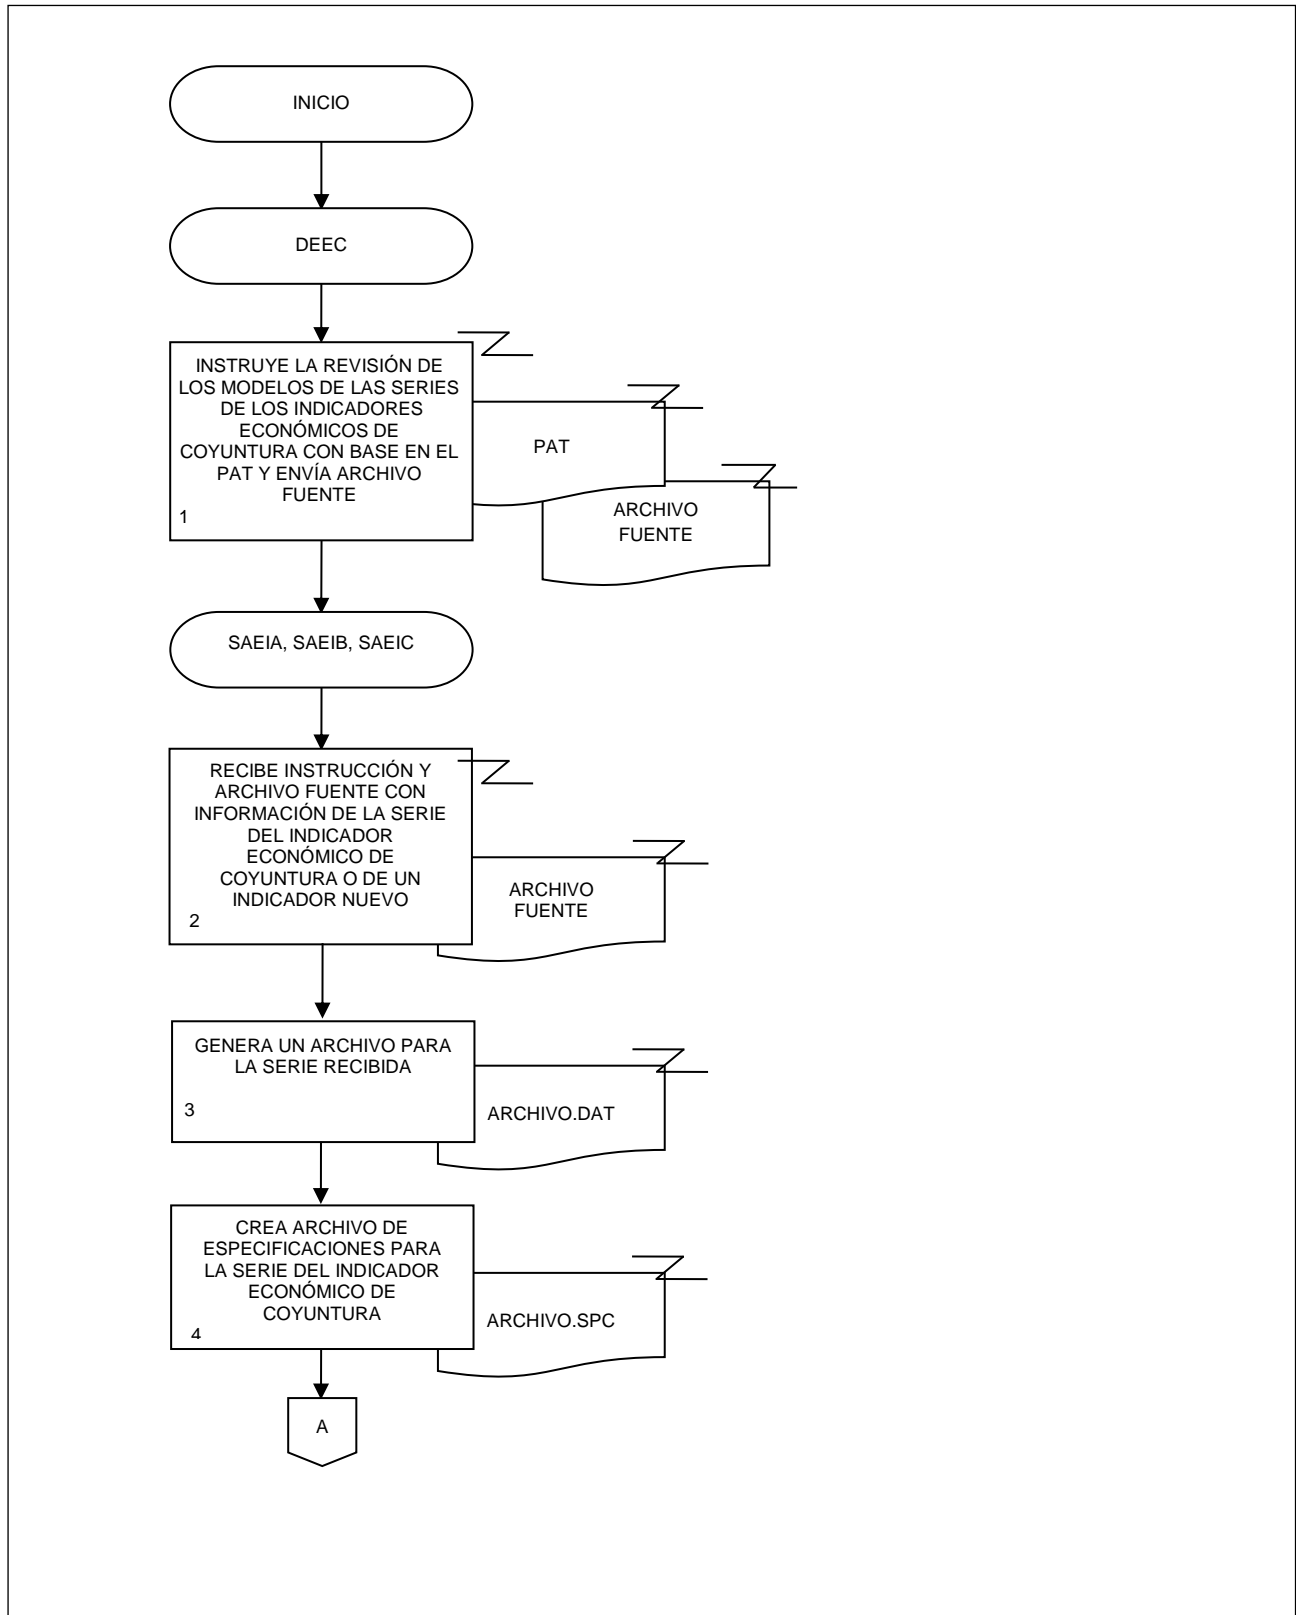 INICIO
DEEC
INSTRUYE LA REVISIÓN DE
LOS MODELOS DE LAS SERIES
DE LOS INDICADORES
ECONÓMICOS DE
COYUNTURA CON BASE EN EL
PAT Y ENVÍA ARCHIVO
FUENTE
1
PAT
ARCHIVO
FUENTE
SAEIA, SAEIB, SAEIC
RECIBE INSTRUCCIÓN Y
ARCHIVO FUENTE CON
INFORMACIÓN DE LA SERIE
DEL INDICADOR
ECONÓMICO DE
COYUNTURA O DE UN
INDICADOR NUEVO
2
ARCHIVO
FUENTE
GENERA UN ARCHIVO PARA
LA SERIE RECIBIDA
3
ARCHIVO.DAT
CREA ARCHIVO DE
ESPECIFICACIONES PARA
LA SERIE DEL INDICADOR
ECONÓMICO DE
COYUNTURA
4
ARCHIVO.SPC
A